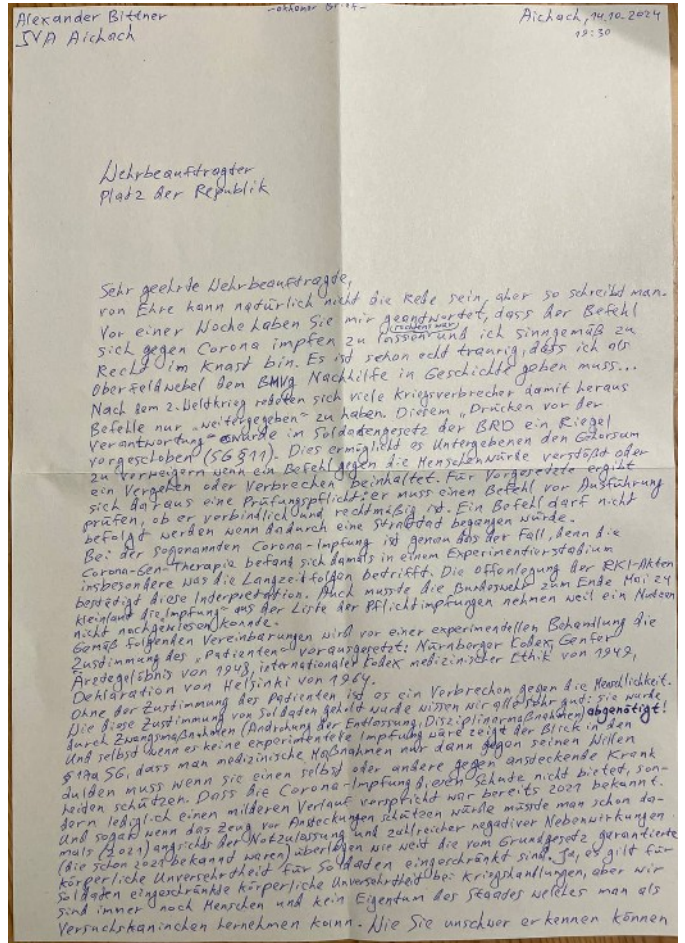 -offener Brief-
Alexander Bittner Aichach, 14.10.2024
JVA Aichach 18:30
Wehrbeauftragter
Platz der Republik
Sehr geehrte Wehrbeauftragte,
von Ehre kann natürlich nicht die Rede sein, aber so schreibt man.
Vor einer Woche haben Sie mir geantwortet, dass der Befehl
sich gegen Corona impfen zu lassen (rechtens war) und ich sinngemäß zu
Recht im Knast bin. Es ist schon echt traurig, dass ich als
Oberfeldwebel dem BMVg Nachhilfe in Geschichte geben muss...
Nach dem 2. Weltkrieg redeten sich viele Kriegsverbrecher damit heraus
Befehle nur „weitergegeben" zu haben. Diesem „Drücken vor der
Verantwortung" wurde im Soldatengesetz der BRD ein Riegel
vorgeschoben (SG §11). Dies ermöglicht es Untergebenen den Gehorsam
zu verweigern wenn ein Befehl gegen die Menschenwürde verstößt oder
ein Vergehen oder Verbrechen beinhaltet. Für Vorgesetzte ergibt
sich daraus eine Prüfungspflicht: er muss einen Befehl vor Ausführung
prüfen, ob er verbindlich und rechtmäßig ist. Ein Befehl darf nicht
befolgt werden wenn dadurch eine Straftat begangen würde.
Bei der sogenannten Corona-Impfung ist genau das der Fall, denn die
Corona-Gen-Therapie befand sich damals in einem Experimentierstadium
insbesondere was die Langzeitfolgen betrifft. Die Offenlegung der RKI-Akten
bestätigt diese Interpretation. Auch musste die Bundeswehr zum Ende Mai 24
kleinlaut die „Impfung" aus der Liste der Pflichtimpfungen nehmen weil ein Nutzen
nicht nachgewiesen konnte.
Gemäß folgenden Vereinbarungen wird vor einer experimentellen Behandlung die
Zustimmung des „Patienten" vorausgesetzt: Nürnberger Kodex, Genfer
Ärzegelöbnis von 1948, internationaler Kodex medizinischer Ethik von 1949,
Deklaration von Helsinki von 1964.
Ohne der Zustimmung des Patienten ist es ein Verbrechen gegen die Menschlichkeit.
Wie diese Zustimmung von Soldaten geholt wurde wissen wir alle sehr gut: sie wurde
durch Zwangsmaßnahmen (Androhung der Entlassung, Disziplinarmaßnahmen) abgenötigt!
Und selbst wenn es keine experimentelle Impfung wäre zeigt der Blick in den
§17a SG, dass man medizinische Maßnahmen nur dann gegen seinen Willen
dulden muss wenn sie einen selbst oder andere gegen ansteckende Krank
heiten schützen. Dass die Corona-Impfung diesen Schutz nicht bietet, son-
dern lediglich einen milderen Verlauf verspricht war bereits 2021 bekannt.
Und sogar wenn das Zeug vor Ansteckungen schützen würde müsste man schon da-
mals (2021) angesichts der Notzulassung und zahlreicher negativer Nebenwirkungen
(die schon 2021 bekannt waren) überlegen wie weit die vom Grundgesetz garantierte
körperliche Unversehrtheit für Soldaten eingeschränkt sind. Ja, es gilt für
Soldaten eingeschränkte körperliche Unversehrtheit bei Kriegshandlungen, aber wir
sind immer noch Menschen und kein Eigentum des Staates welches man als
Versuchskaninchen hernehmen kann. Wie Sie unschwer erkennen können